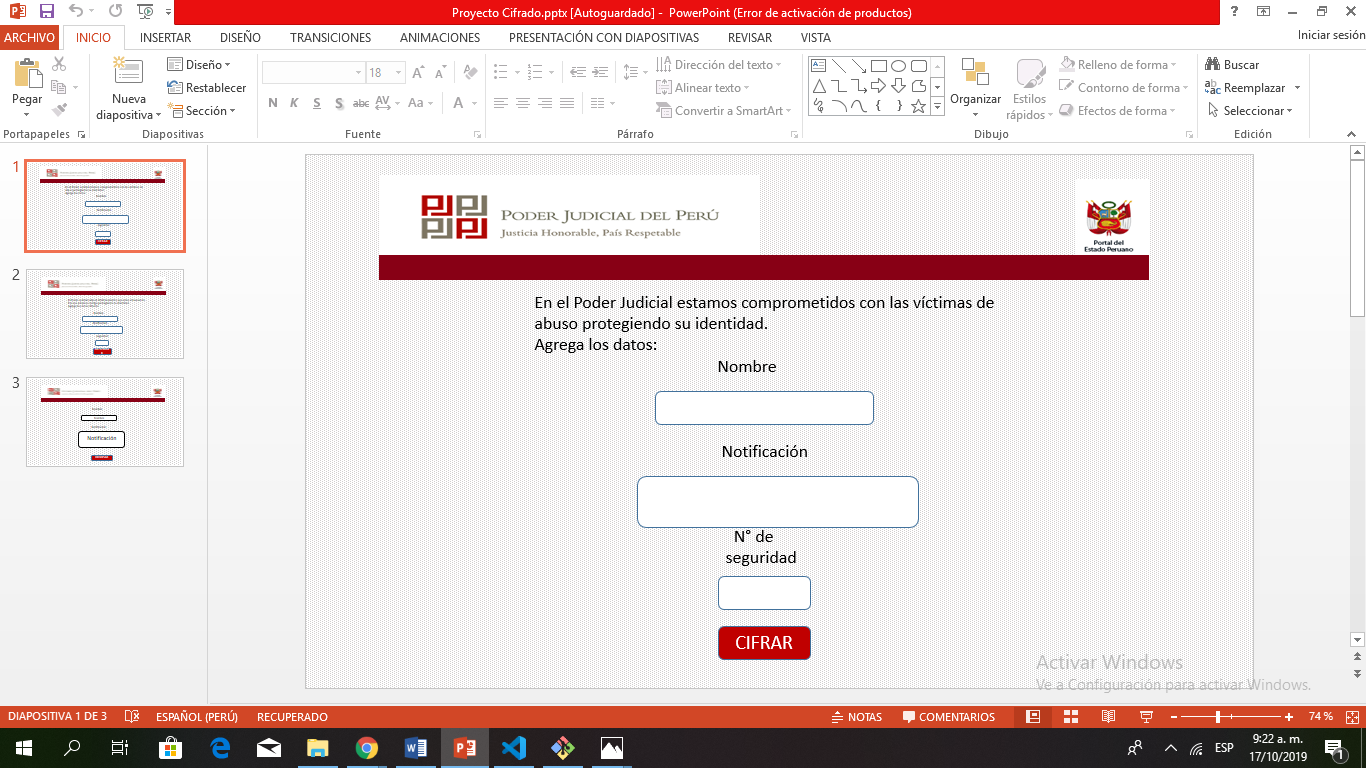 Proyecto Cifrado.pptx [Autoguardado] - PowerPoint (Error de activación de productos)
ARCHIVO INICIO INSERTAR DISEÑO TRANSICIONES ANIMACIONES PRESENTACIÓN CON DIAPOSITIVAS REVISAR VISTA Iniciar sesión
Pegar
Portapapeles
Nueva
diapositiva
Diseño
Restablecer
Sección
Diapositivas
18
N K S S abc AV Aa A
Fuente
Dirección del texto
Alinear texto
Convertir a SmartArt
Párrafo
Organizar
Estilos
rápidos
Relleno de forma
Contorno de forma
Efectos de forma
Dibujo
Buscar
Reemplazar
Seleccionar
Edición
1
2
3
Notificación
PODER JUDICIAL DEL PERÚ
Justicia Honorable, País Respetable
Portal del
Estado Peruano
En el Poder Judicial estamos comprometidos con las víctimas de
abuso protegiendo su identidad.
Agrega los datos:
Nombre
Notificación
N° de
seguridad
CIFRAR
Activar Windows
Ve a Configuración para activar Windows.
DIAPOSITIVA 1 DE 3 ESPAÑOL (PERÚ) RECUPERADO NOTAS COMENTARIOS 74 %
ESP
9:22 a. m.
17/10/2019
1